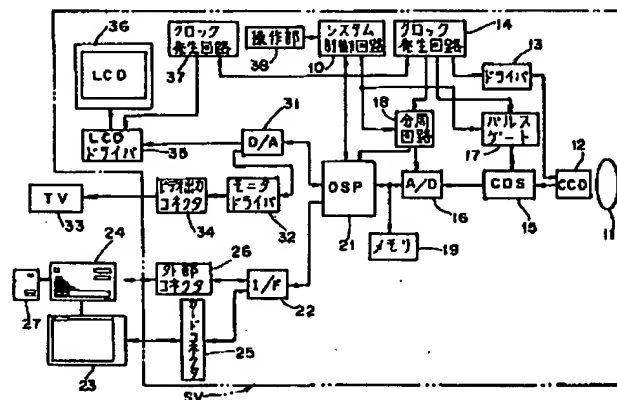 36
LCD
クロック
発生回路
37
操作部
38
システム
制御回路
10
クロック
発生回路
14
13
ドライバ
31
18
分周
回路
パルス
ゲート
17
12
LCD
ドライバ
35
D/A
DSP
21
A/D
16
CDS
15
CCD
11
TV
33
ビデオ出力
コネクタ
34
モニタ
ドライバ
32
メモリ
19
24
26
外部
コネクタ
I/F
22
27
23
カードコネクタ
25
SV